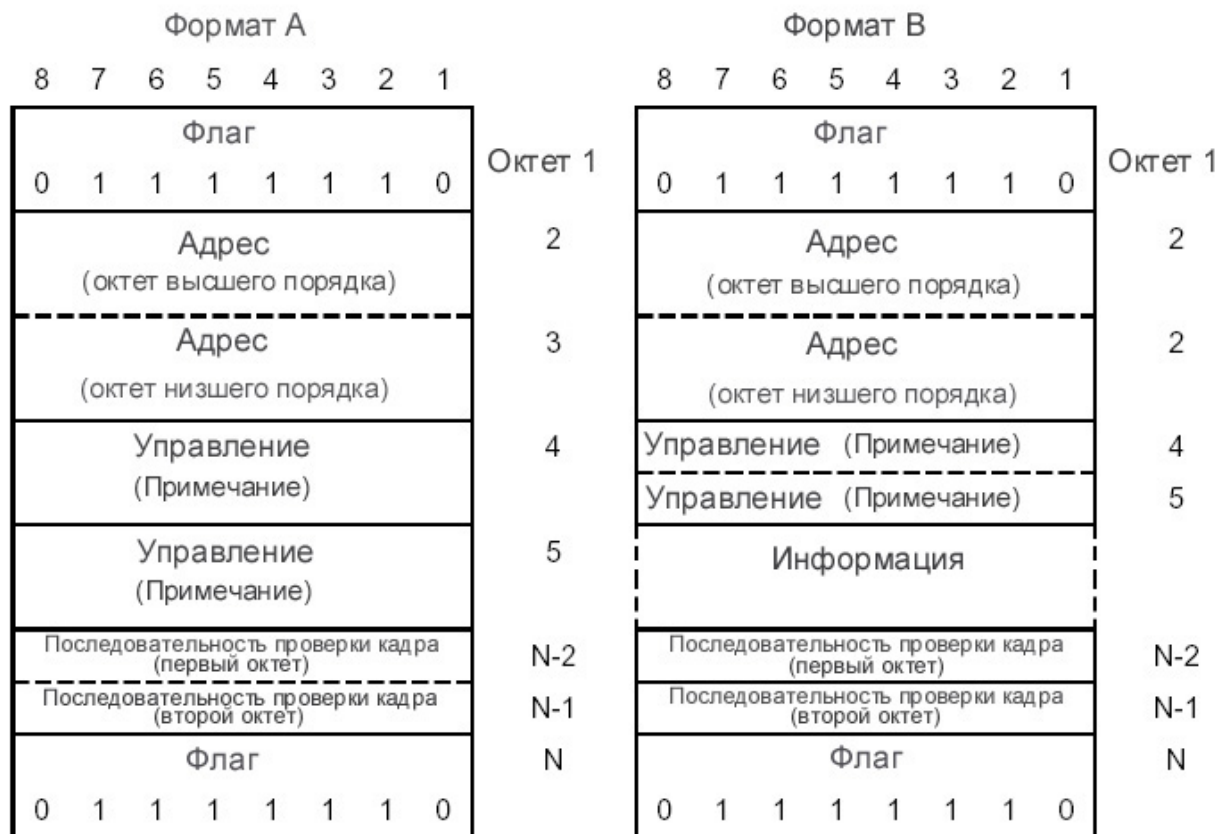 Формат А
8 7 6 5 4 3 2 1
Флаг
0 1 1 1 1 1 1 0
Октет 1
Адрес
(октет высшего порядка)
2
Адрес
(октет низшего порядка)
3
Управление
(Примечание)
4
Управление
(Примечание)
5
Последовательность проверки кадра
(первый октет)
N-2
Последовательность проверки кадра
(второй октет)
N-1
Флаг
N
0 1 1 1 1 1 1 0
Формат В
8 7 6 5 4 3 2 1
Флаг
0 1 1 1 1 1 1 0
Октет 1
Адрес
(октет высшего порядка)
2
Адрес
(октет низшего порядка)
2
Управление (Примечание)
4
Управление (Примечание)
5
Информация
Последовательность проверки кадра
(первый октет)
N-2
Последовательность проверки кадра
(второй октет)
N-1
Флаг
N
0 1 1 1 1 1 1 0